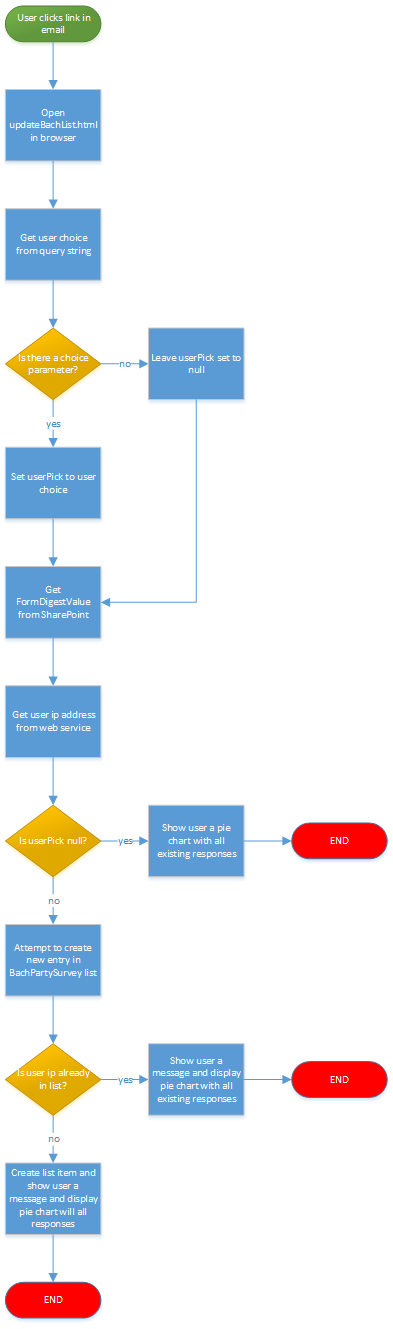 User clicks link in
email
Open
updateBachList.html
in browser
Get user choice
from query string
Is there a choice
parameter?
no
Leave userPick set to
null
yes
Set userPick to user
choice
Get
FormDigestValue
from SharePoint
Get user ip address
from web service
Is userPick null?
yes
Show user a pie
chart with all
existing responses
END
no
Attempt to create
new entry in
BachPartySurvey list
Is user ip already
in list?
yes
Show user a
message and display
pie chart with all
existing responses
END
no
Create list item and
show user a
message and display
pie chart will all
responses
END